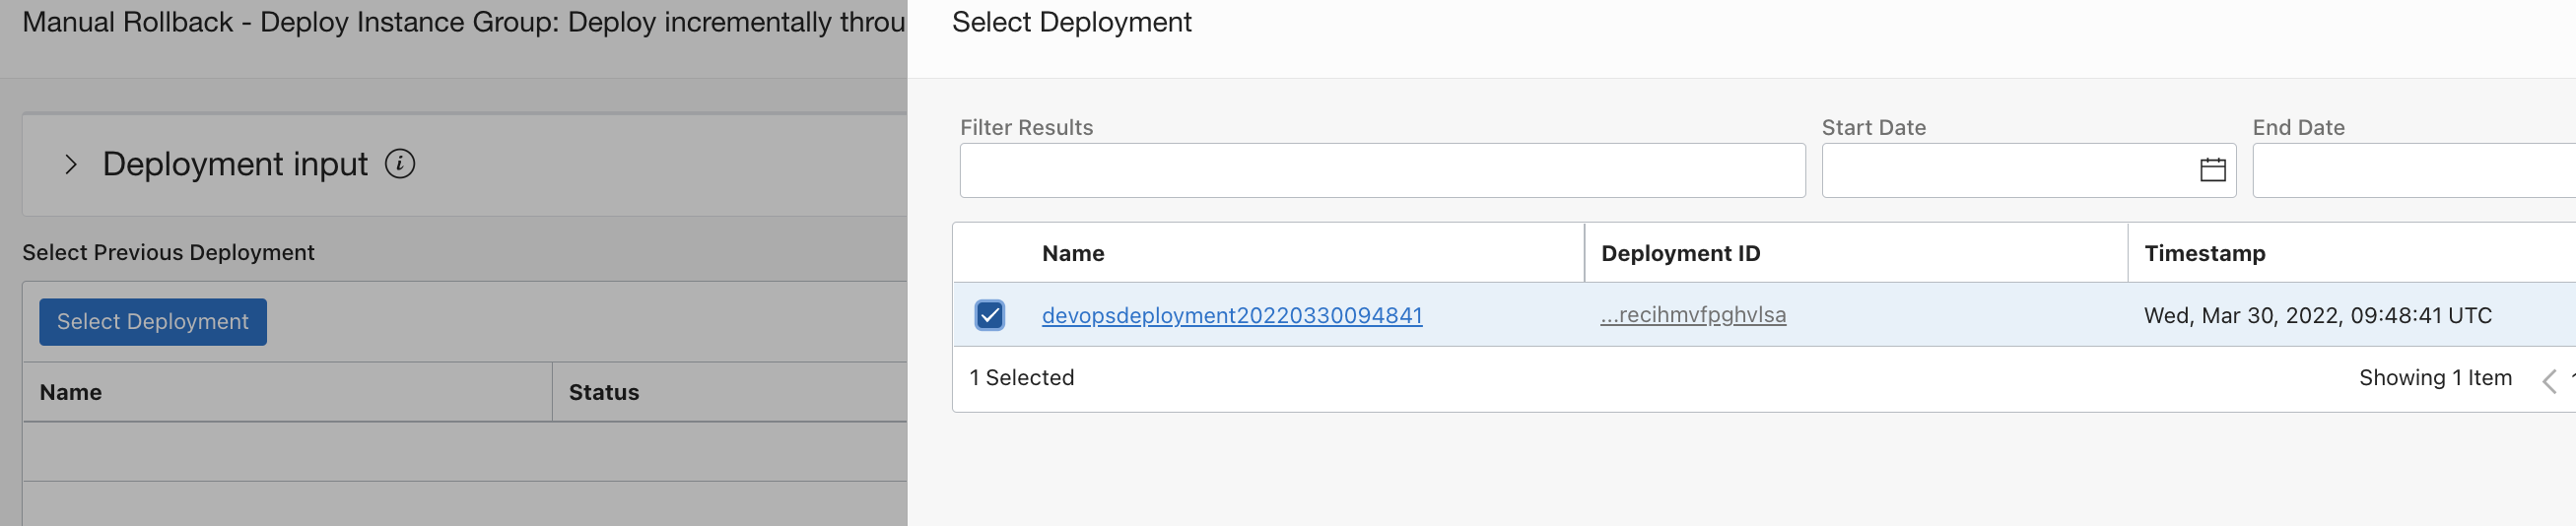 Manual Rollback - Deploy Instance Group: Deploy incrementally throu
Deployment input
Select Previous Deployment
Select Deployment
Name Status
Select Deployment
Filter Results Start Date End Date
Name Deployment ID Timestamp
devopsdeployment20220330094841 ...recihmvfpghvlsa Wed, Mar 30, 2022, 09:48:41 UTC
1 Selected Showing 1 Item